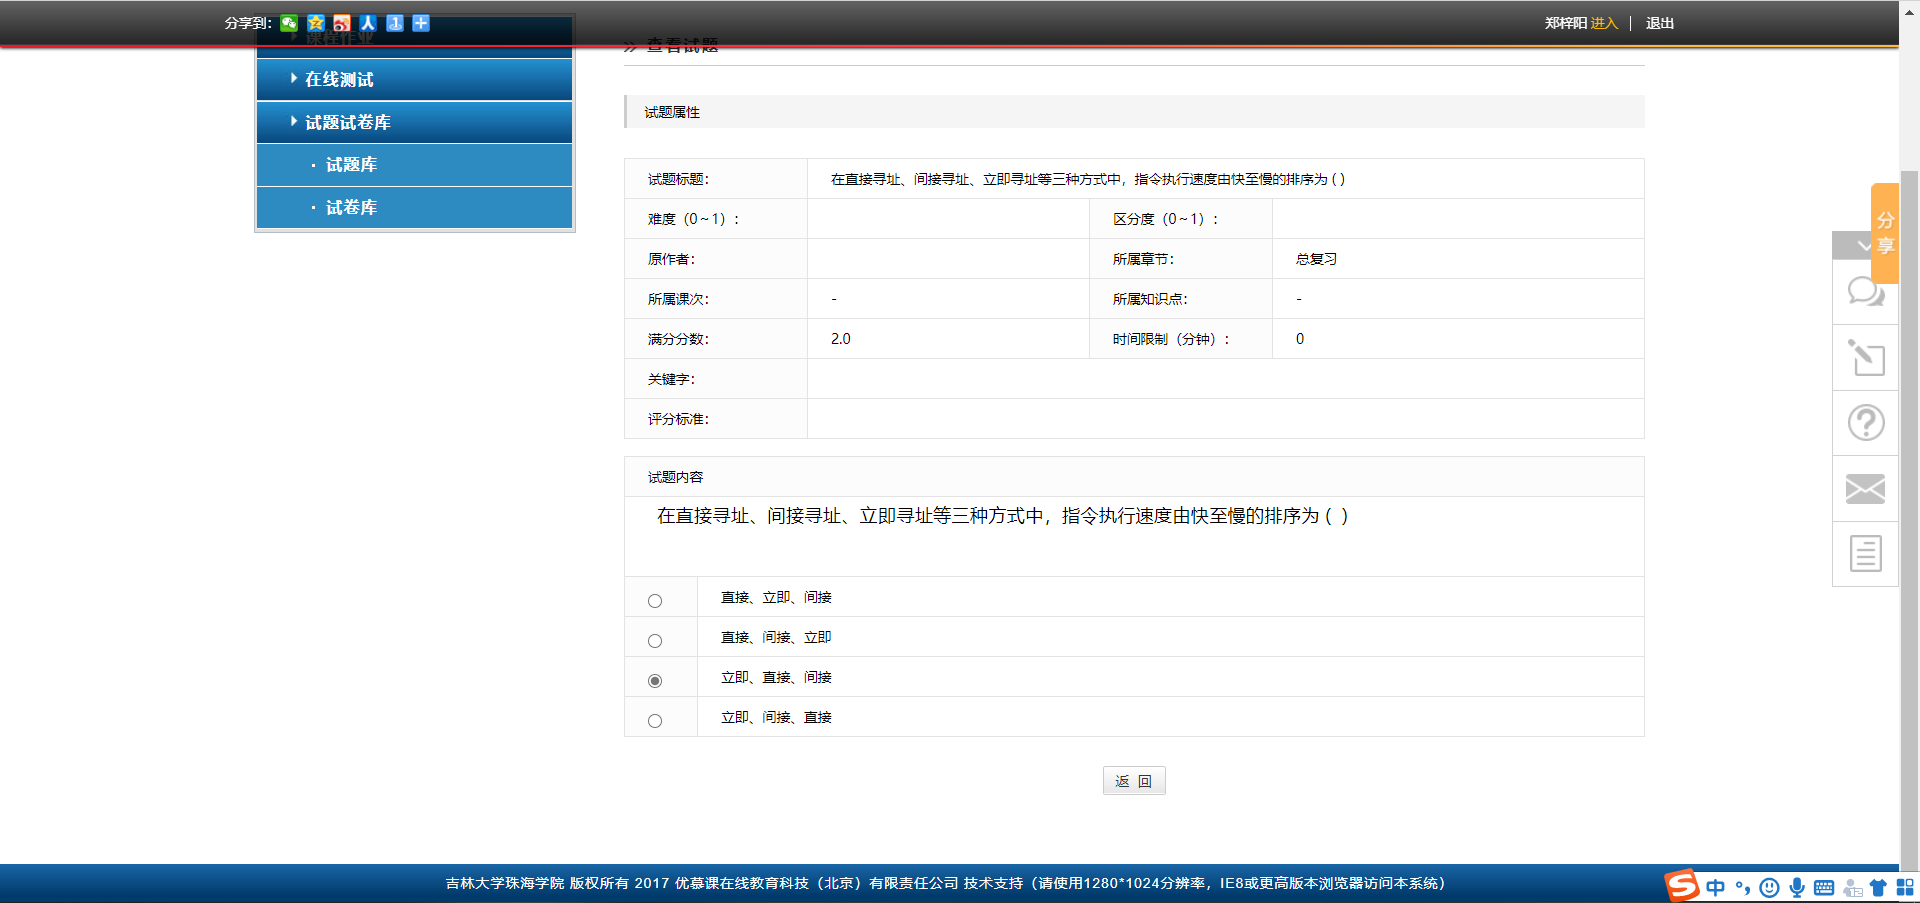 分享到:
郑梓阳 进入 | 退出
课程作业
在线测试
试题试卷库
· 试题库
· 试卷库
查看试题
试题属性
试题标题: 在直接寻址、间接寻址、立即寻址等三种方式中，指令执行速度由快至慢的排序为 ( )
难度（0～1）: 区分度（0～1）:
原作者: 所属章节: 总复习
所属课次: - 所属知识点: -
满分分数: 2.0 时间限制（分钟）: 0
关键字:
评分标准:
试题内容
在直接寻址、间接寻址、立即寻址等三种方式中，指令执行速度由快至慢的排序为 ( )
直接、立即、间接
直接、间接、立即
立即、直接、间接
立即、间接、直接
返 回
分
享
吉林大学珠海学院 版权所有 2017 优慕课在线教育科技（北京）有限责任公司 技术支持（请使用1280*1024分辨率，IE8或更高版本浏览器访问本系统）
中